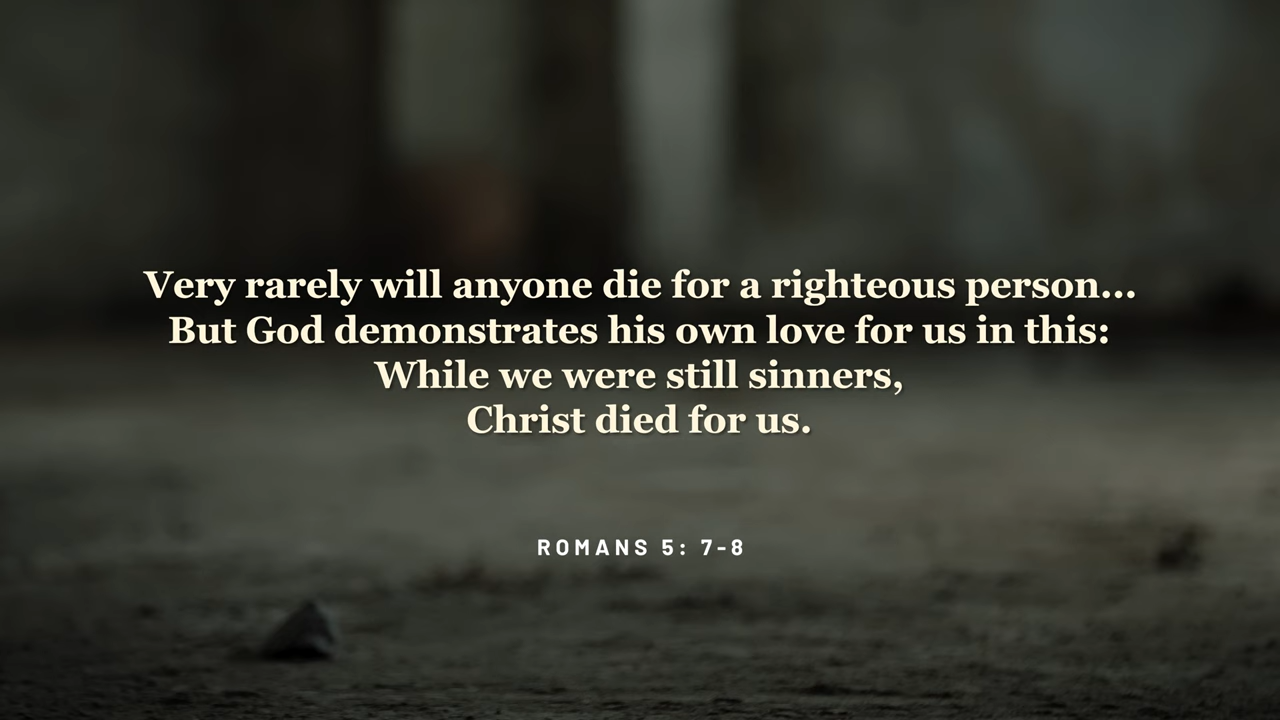 Very rarely will anyone die for a righteous person...
But God demonstrates his own love for us in this:
While we were still sinners,
Christ died for us.
ROMANS 5: 7-8